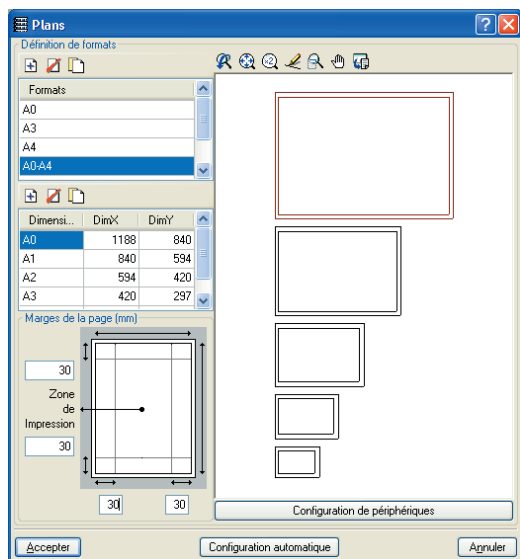 Plans
Définition de formats
Formats
A0
A3
A4
A0-A4
Dimensi... DimX DimY
A0 1188 840
A1 840 594
A2 594 420
A3 420 297
Marges de la page (mm)
30
Zone
de
Impression
30
30 30
×2
Configuration de périphériques
Accepter Configuration automatique Annuler